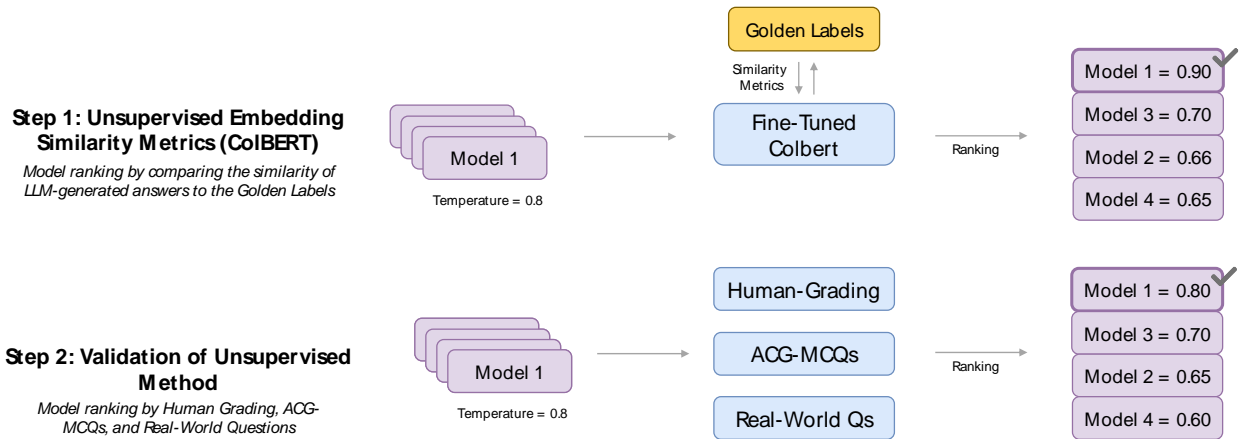 Golden Labels
Similarity
Metrics
Step 1: Unsupervised Embedding
Similarity Metrics (ColBERT)
Model ranking by comparing the similarity of
LLM-generated answers to the Golden Labels
Model 1
Temperature = 0.8
Fine-Tuned
Colbert
Ranking
Model 1 = 0.90
Model 3 = 0.70
Model 2 = 0.66
Model 4 = 0.65
Step 2: Validation of Unsupervised
Method
Model ranking by Human Grading, ACG-
MCQs, and Real-World Questions
Model 1
Temperature = 0.8
Human-Grading
ACG-MCQs
Real-World Qs
Ranking
Model 1 = 0.80
Model 3 = 0.70
Model 2 = 0.65
Model 4 = 0.60